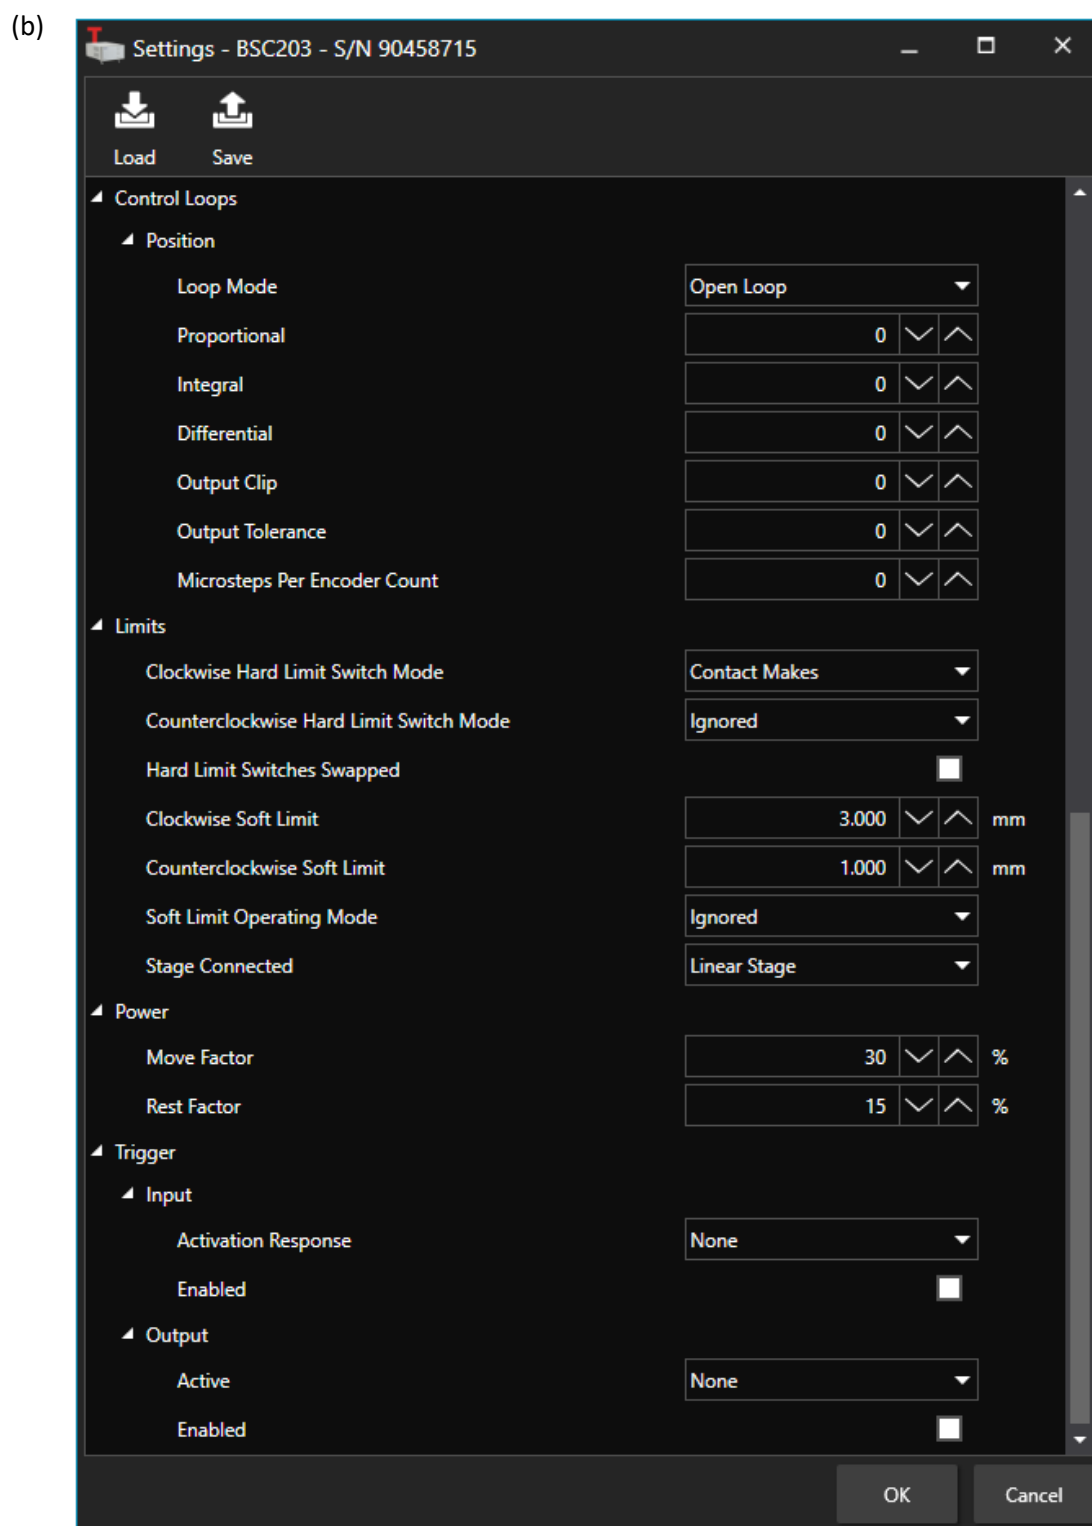 (b)
Settings - BSC203 - S/N 90458715
Load Save
Control Loops
Position
Loop Mode Open Loop
Proportional 0
Integral 0
Differential 0
Output Clip 0
Output Tolerance 0
Microsteps Per Encoder Count 0
Limits
Clockwise Hard Limit Switch Mode Contact Makes
Counterclockwise Hard Limit Switch Mode Ignored
Hard Limit Switches Swapped
Clockwise Soft Limit 3.000 mm
Counterclockwise Soft Limit 1.000 mm
Soft Limit Operating Mode Ignored
Stage Connected Linear Stage
Power
Move Factor 30 %
Rest Factor 15 %
Trigger
Input
Activation Response None
Enabled
Output
Active None
Enabled
OK Cancel